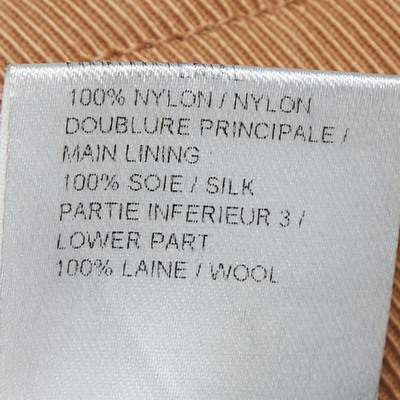 100% NYLON / NYLON
DOUBLURE PRINCIPALE /
MAIN LINING
100% SOIE / SILK
PARTIE INFERIEUR 3 /
LOWER PART
100% LAINE / WOOL